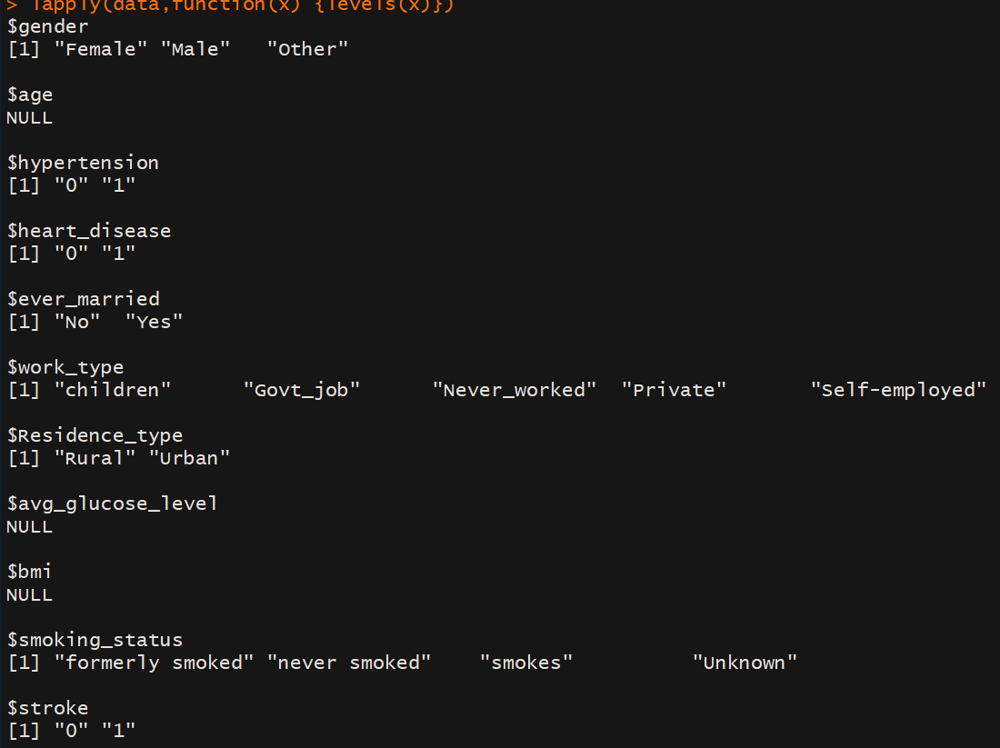 > lapply(data,function(x) {levels(x)})
$gender
[1] "Female" "Male"   "Other"
$age
NULL
$hypertension
[1] "0" "1"
$heart_disease
[1] "0" "1"
$ever_married
[1] "No"  "Yes"
$work_type
[1] "children"      "Govt_job"      "Never_worked"  "Private"       "Self-employed"
$Residence_type
[1] "Rural" "Urban"
$avg_glucose_level
NULL
$bmi
NULL
$smoking_status
[1] "formerly smoked" "never smoked"    "smokes"          "Unknown"
$stroke
[1] "0" "1"